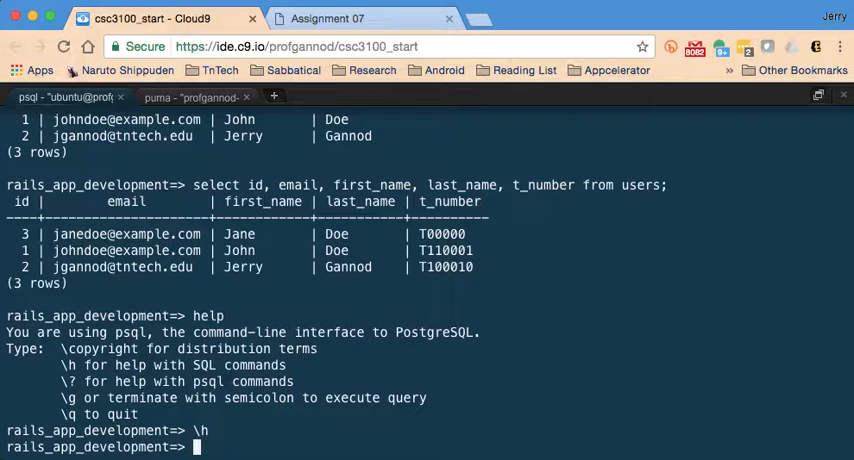 csc3100_start - Cloud9
Assignment 07
Jerry
Secure https://ide.c9.io/profgannod/csc3100_start
8082 9+ 2
Apps Naruto Shippuden TnTech Sabbatical Research Android Reading List Appcelerator » Other Bookmarks
psql - "ubuntu@prof
puma - "profgannod-
1 | johndoe@example.com | John | Doe
2 | jgannod@tntech.edu | Jerry | Gannod
(3 rows)
rails_app_development=> select id, email, first_name, last_name, t_number from users;
id | email | first_name | last_name | t_number
----+---------------------+------------+-----------+----------
3 | janedoe@example.com | Jane | Doe | T00000
1 | johndoe@example.com | John | Doe | T110001
2 | jgannod@tntech.edu | Jerry | Gannod | T100010
(3 rows)
rails_app_development=> help
You are using psql, the command-line interface to PostgreSQL.
Type: \copyright for distribution terms
\h for help with SQL commands
\? for help with psql commands
\g or terminate with semicolon to execute query
\q to quit
rails_app_development=> \h
rails_app_development=>